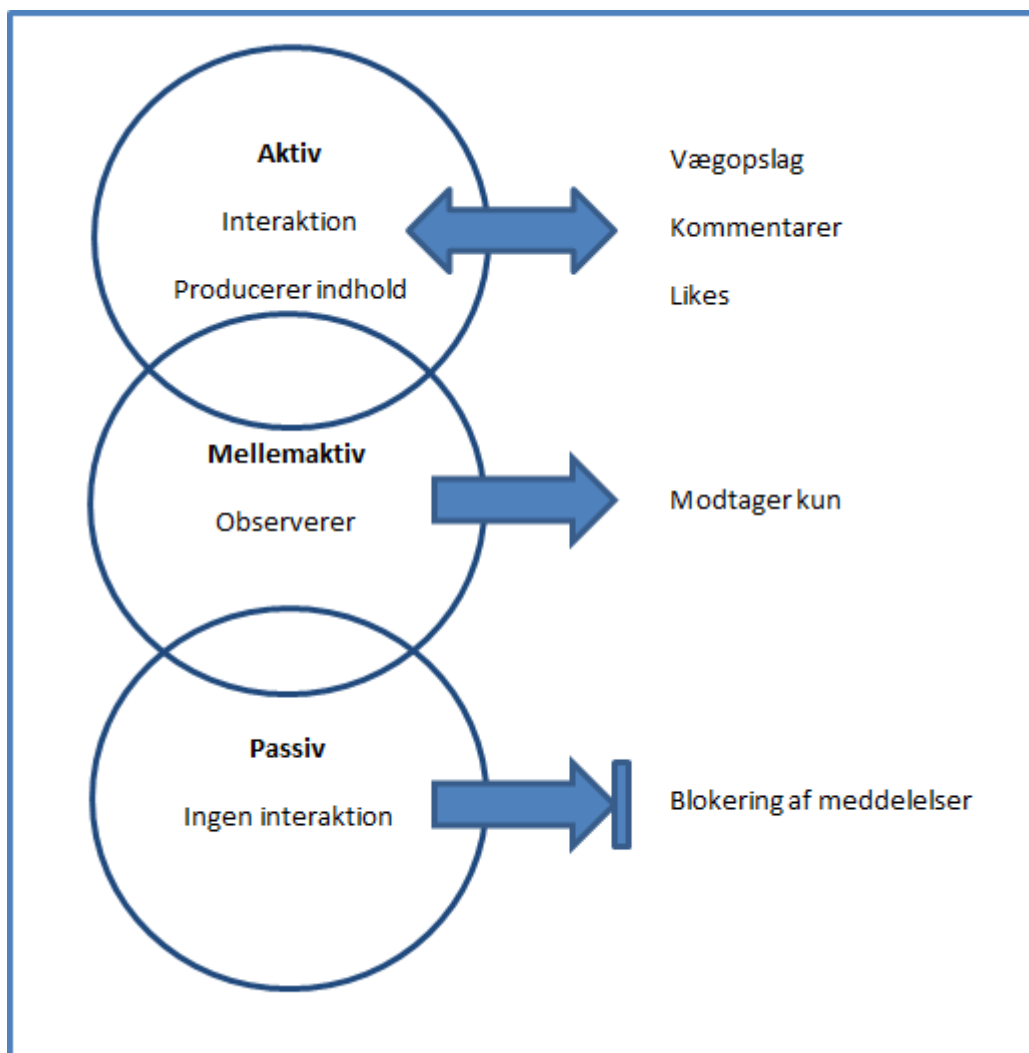 Aktiv
Interaktion
Producerer indhold
Vægopslag
Kommentarer
Likes
Mellemaktiv
Observerer
Modtager kun
Passiv
Ingen interaktion
Blokering af meddelelser